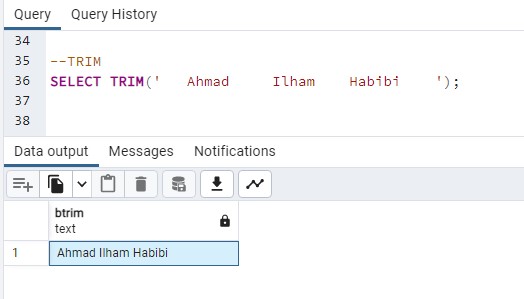 Query Query History
34
35 --TRIM
36 SELECT TRIM('   Ahmad      Ilham     Habibi     ');
37
38
Data output Messages Notifications
btrim
text
1 Ahmad Ilham Habibi